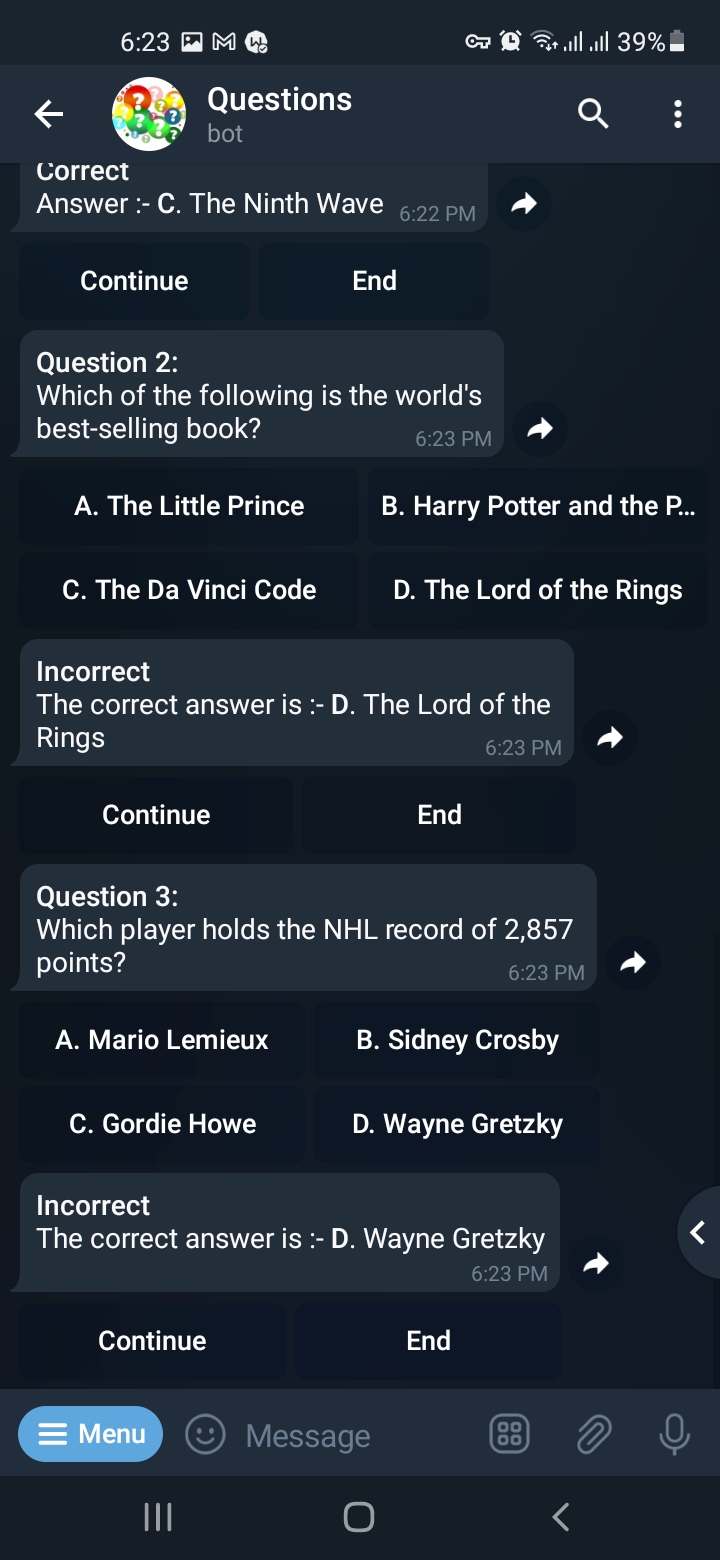 6:23
39%
Questions
bot
Correct
Answer :- C. The Ninth Wave 6:22 PM
Continue End
Question 2:
Which of the following is the world's
best-selling book?
6:23 PM
A. The Little Prince B. Harry Potter and the P...
C. The Da Vinci Code D. The Lord of the Rings
Incorrect
The correct answer is :- D. The Lord of the
Rings
6:23 PM
Continue End
Question 3:
Which player holds the NHL record of 2,857
points?
6:23 PM
A. Mario Lemieux B. Sidney Crosby
C. Gordie Howe D. Wayne Gretzky
Incorrect
The correct answer is :- D. Wayne Gretzky
6:23 PM
Continue End
Menu Message